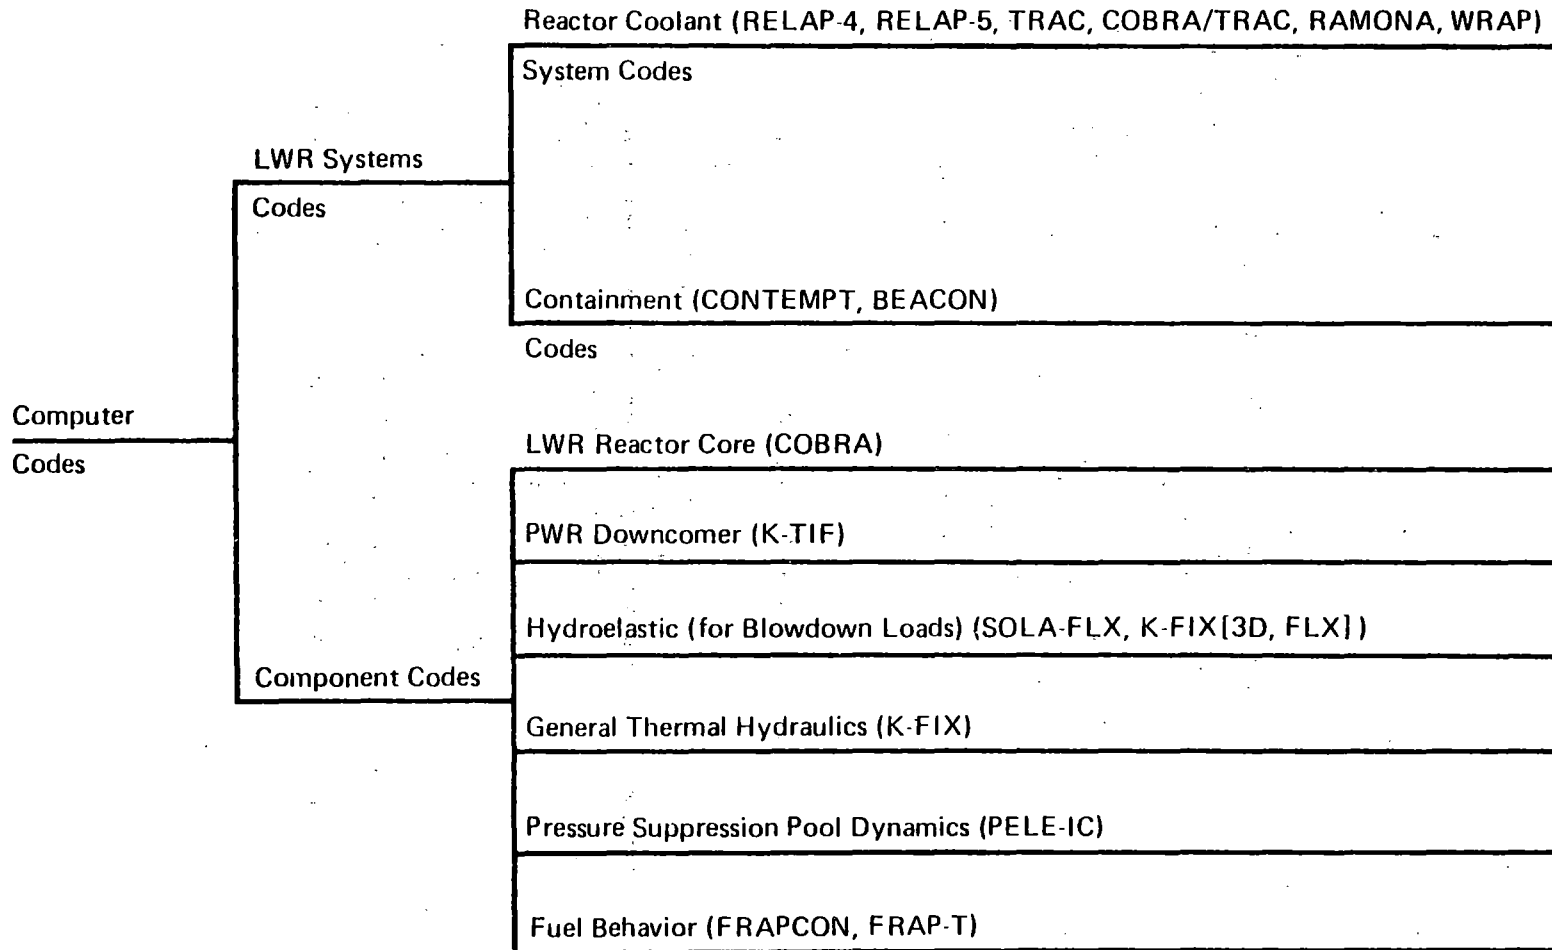 Reactor Coolant (RELAP-4, RELAP-5, TRAC, COBRA/TRAC, RAMONA, WRAP)
System Codes
LWR Systems
Codes
Containment (CONTEMPT, BEACON)
Codes
Computer
Codes
LWR Reactor Core (COBRA)
PWR Downcomer (K-TIF)
Hydroelastic (for Blowdown Loads) (SOLA-FLX, K-FIX[3D, FLX])
Component Codes
General Thermal Hydraulics (K-FIX)
Pressure Suppression Pool Dynamics (PELE-IC)
Fuel Behavior (FRAPCON, FRAP-T)